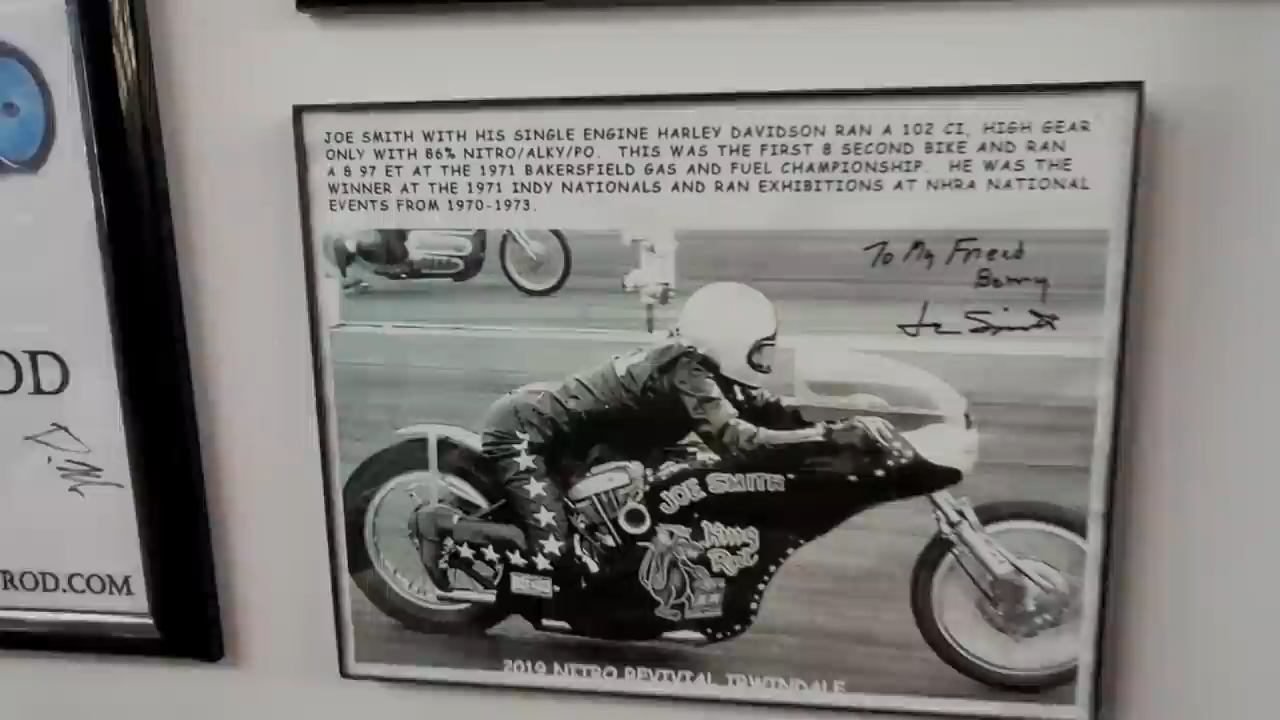 JOE SMITH WITH HIS SINGLE ENGINE HARLEY DAVIDSON RAN A 102 CI, HIGH GEAR
ONLY WITH 86% NITRO/ALKY/PO. THIS WAS THE FIRST 8 SECOND BIKE AND RAN
A 8 97 ET AT THE 1971 BAKERSFIELD GAS AND FUEL CHAMPIONSHIP. HE WAS THE
WINNER AT THE 1971 INDY NATIONALS AND RAN EXHIBITIONS AT NHRA NATIONAL
EVENTS FROM 1970-1973.
To My Friend
JOE SMITH
King
Rat
2019 NITRO REVIVIAL IRWINDALE
OD
ROD.COM